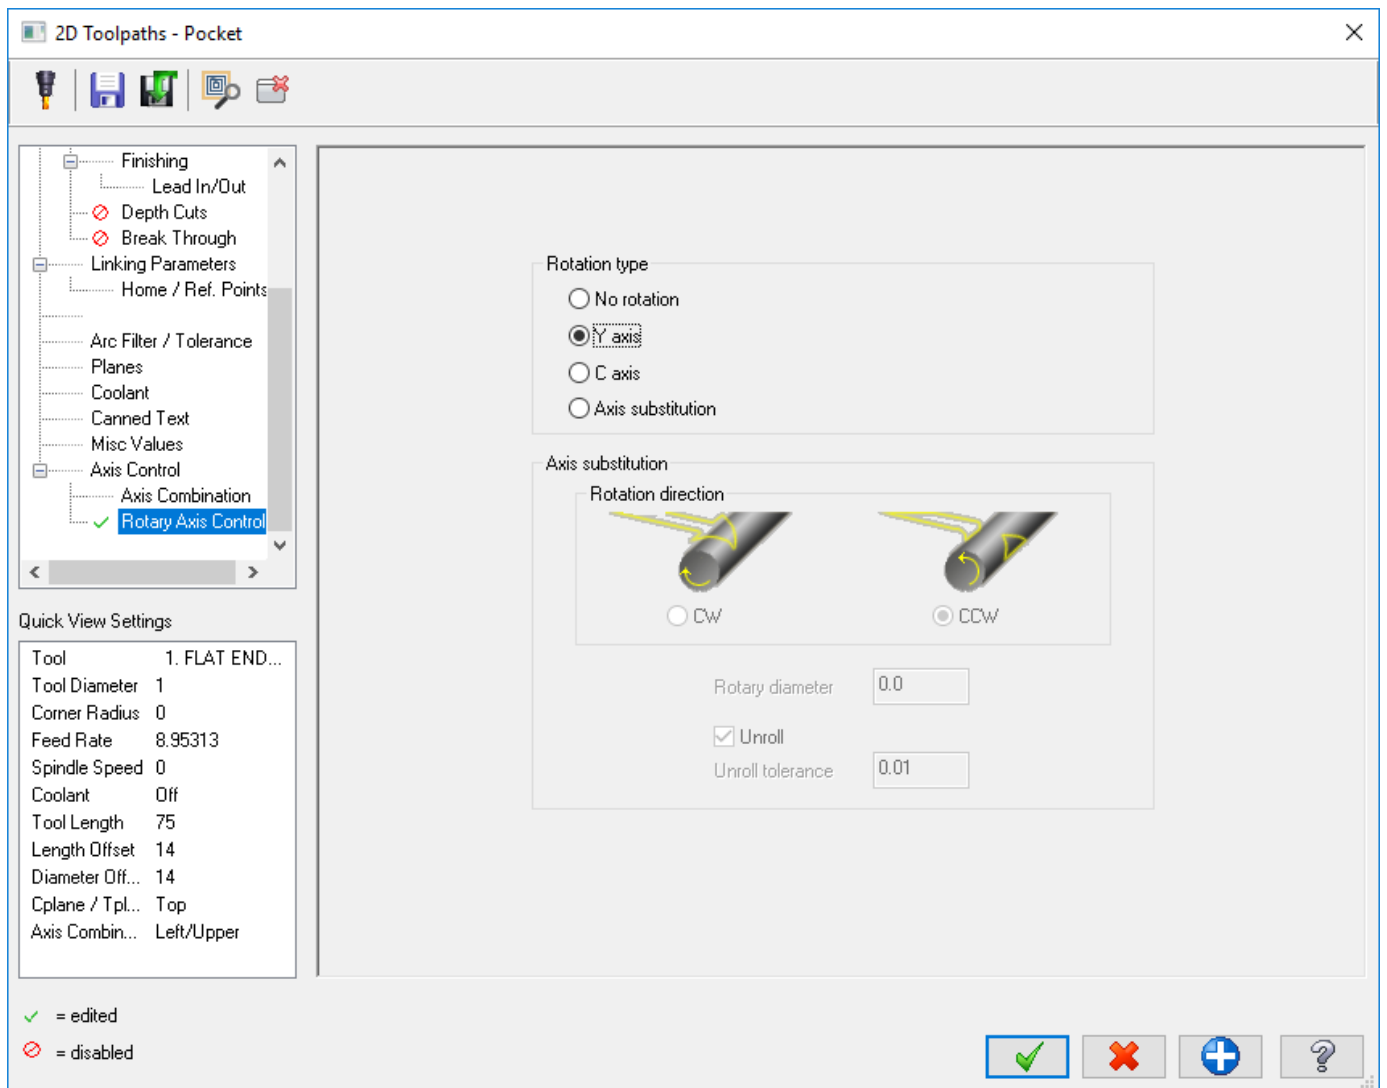 2D Toolpaths - Pocket
Finishing
Lead In/Out
Depth Cuts
Break Through
Linking Parameters
Home / Ref. Points
Arc Filter / Tolerance
Planes
Coolant
Canned Text
Misc Values
Axis Control
Axis Combination
Rotary Axis Control
Quick View Settings
Tool 1. FLAT END...
Tool Diameter 1
Corner Radius 0
Feed Rate 8.95313
Spindle Speed 0
Coolant Off
Tool Length 75
Length Offset 14
Diameter Off... 14
Cplane / Tpl... Top
Axis Combin... Left/Upper
= edited
= disabled
Rotation type
No rotation
Y axis
C axis
Axis substitution
Axis substitution
Rotation direction
CW CCW
Rotary diameter 0.0
Unroll
Unroll tolerance 0.01